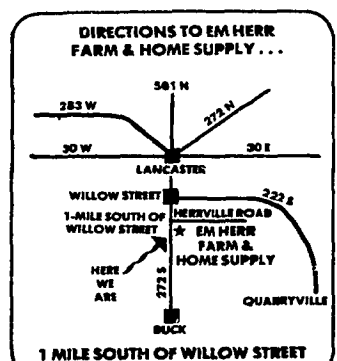 DIRECTIONS TO EM HERR
FARM & HOME SUPPLY . . .
501 N
283 W
272 N
30 W
30 E
LANCASTER
WILLOW STREET
222 S
1-MILE SOUTH OF
WILLOW STREET
HERRVILLE ROAD
★ EM HERR
FARM &
HOME SUPPLY
HERE
WE
ARE
272 S
QUARRYVILLE
BUCK
1 MILE SOUTH OF WILLOW STREET